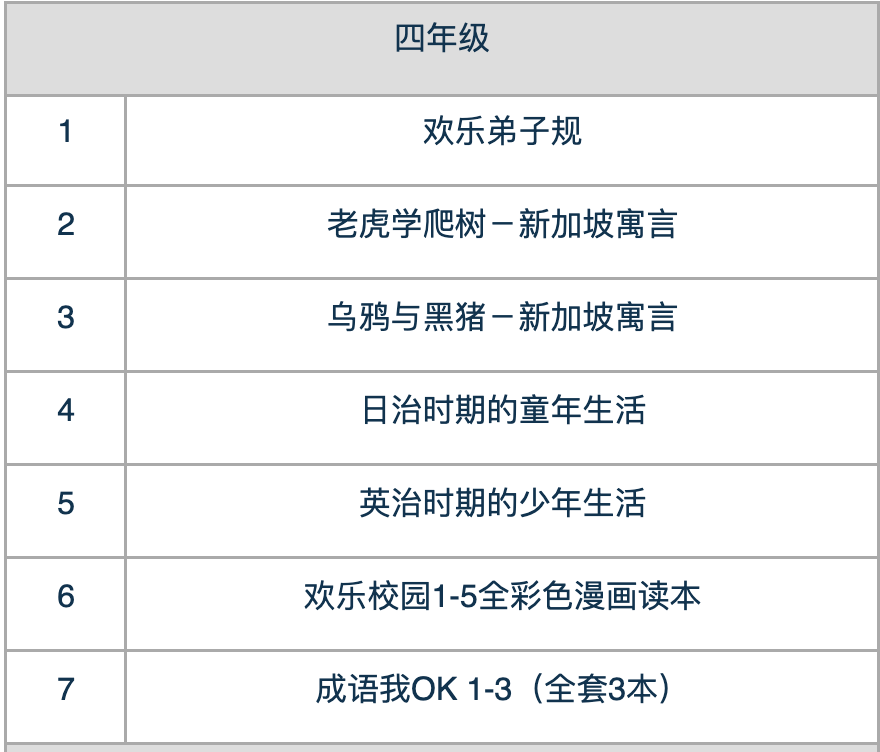 四年级
1 欢乐弟子规
2 老虎学爬树－新加坡寓言
3 乌鸦与黑猪－新加坡寓言
4 日治时期的童年生活
5 英治时期的少年生活
6 欢乐校园1-5全彩色漫画读本
7 成语我OK 1-3（全套3本）